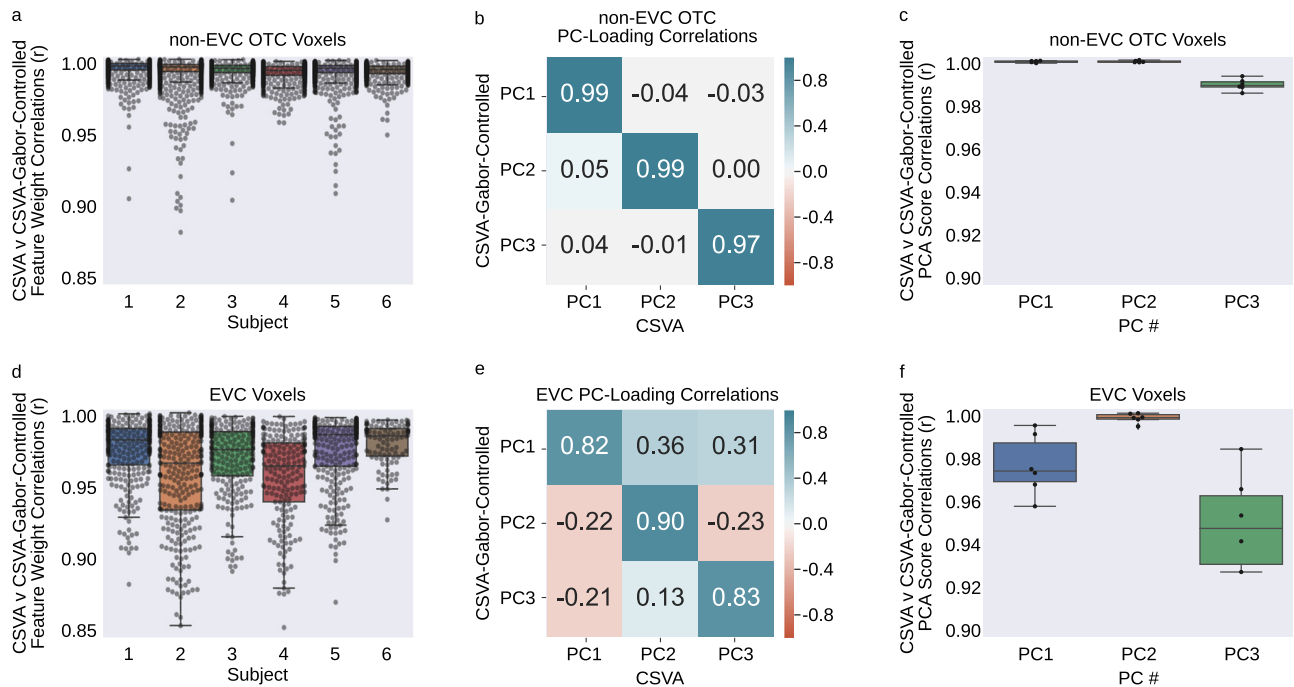 a
non-EVC OTC Voxels
CSVA v CSVA-Gabor-Controlled
Feature Weight Correlations (r)
1.00
0.95
0.90
0.85
1 2 3 4 5 6
Subject
b
non-EVC OTC
PC-Loading Correlations
CSVA-Gabor-Controlled
PC1 0.99 -0.04 -0.03
PC2 0.05 0.99 0.00
PC3 0.04 -0.01 0.97
PC1 PC2 PC3
CSVA
-0.8
-0.4
-0.0
--0.4
--0.8
c
non-EVC OTC Voxels
CSVA v CSVA-Gabor-Controlled
PCA Score Correlations (r)
1.00
0.98
0.96
0.94
0.92
0.90
PC1 PC2 PC3
PC #
d
EVC Voxels
CSVA v CSVA-Gabor-Controlled
Feature Weight Correlations (r)
1.00
0.95
0.90
0.85
1 2 3 4 5 6
Subject
e
EVC PC-Loading Correlations
CSVA-Gabor-Controlled
PC1 0.82 0.36 0.31
PC2 -0.22 0.90 -0.23
PC3 -0.21 0.13 0.83
PC1 PC2 PC3
CSVA
-0.8
-0.4
-0.0
--0.4
--0.8
f
EVC Voxels
CSVA v CSVA-Gabor-Controlled
PCA Score Correlations (r)
1.00
0.98
0.96
0.94
0.92
0.90
PC1 PC2 PC3
PC #